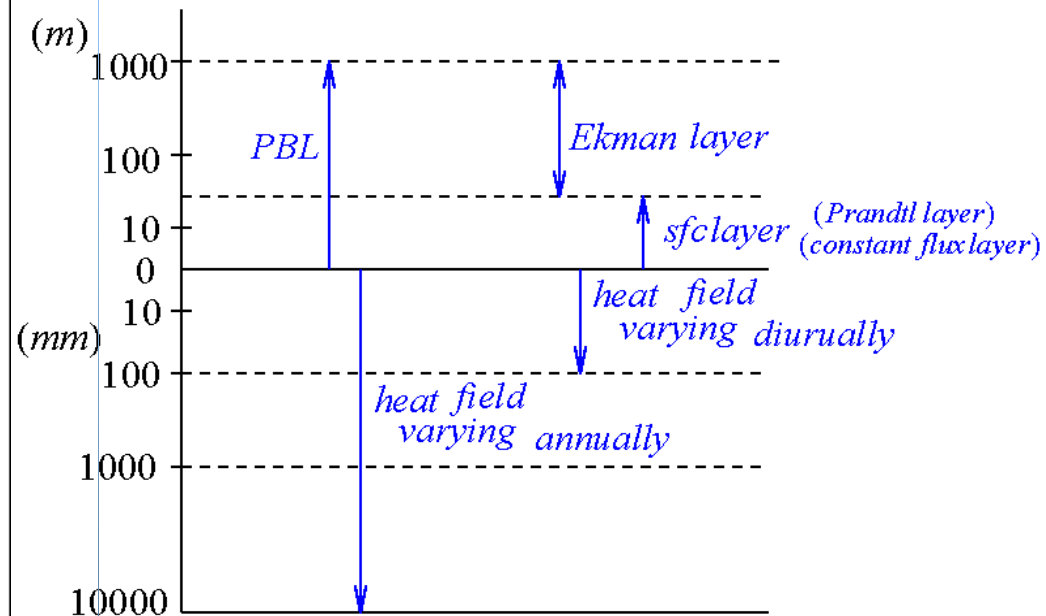 (m)
1000
PBL
Ekman layer
100
10
sfclayer
(Prandtl layer)
(constant fluxlayer)
0
heat field
varying diurually
10
(mm)
100
heat field
varying annually
1000
10000